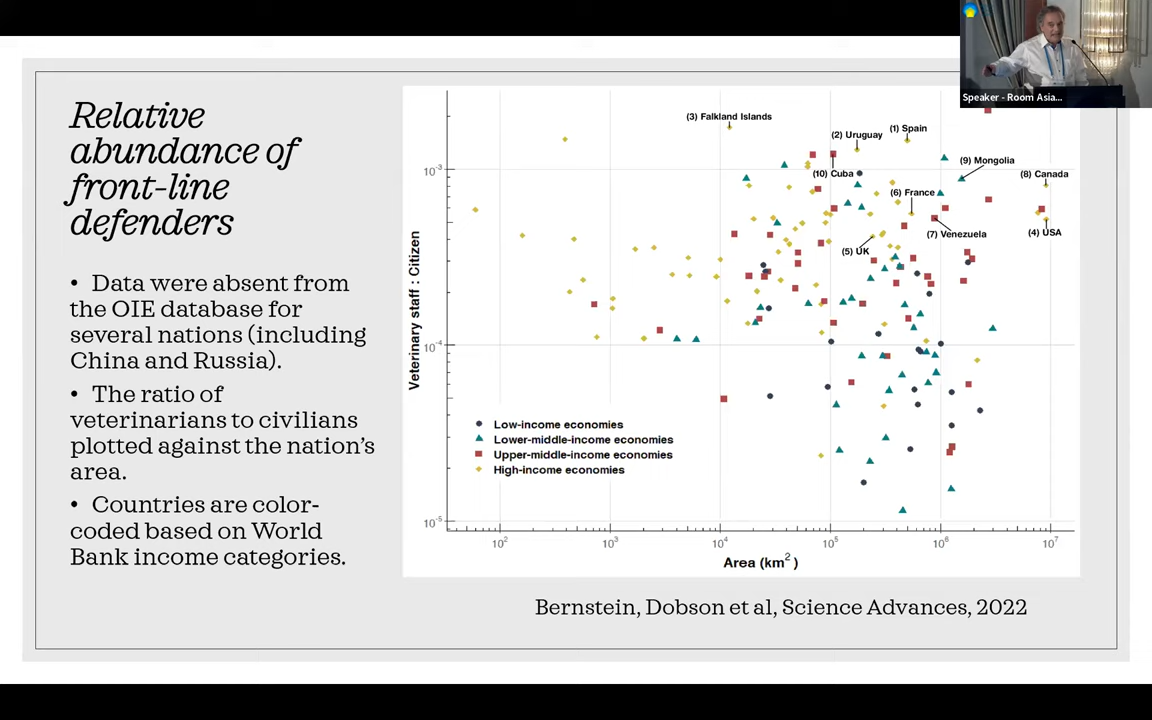 Relative
abundance of
front-line
defenders
• Data were absent from
the OIE database for
several nations (including
China and Russia).
• The ratio of
veterinarians to civilians
plotted against the nation's
area.
• Countries are color-
coded based on World
Bank income categories.
Speaker - Room Asia...
(3) Falkland Islands
(2) Uruguay
(1) Spain
(9) Mongolia
(10) Cuba
(8) Canada
(6) France
(7) Venezuela
(4) USA
(5) UK
Veterinary staff : Citizen
10-3
10-4
10-5
Low-income economies
Lower-middle-income economies
Upper-middle-income economies
High-income economies
102 103 104 105 106 107
Area (km2)
Bernstein, Dobson et al, Science Advances, 2022